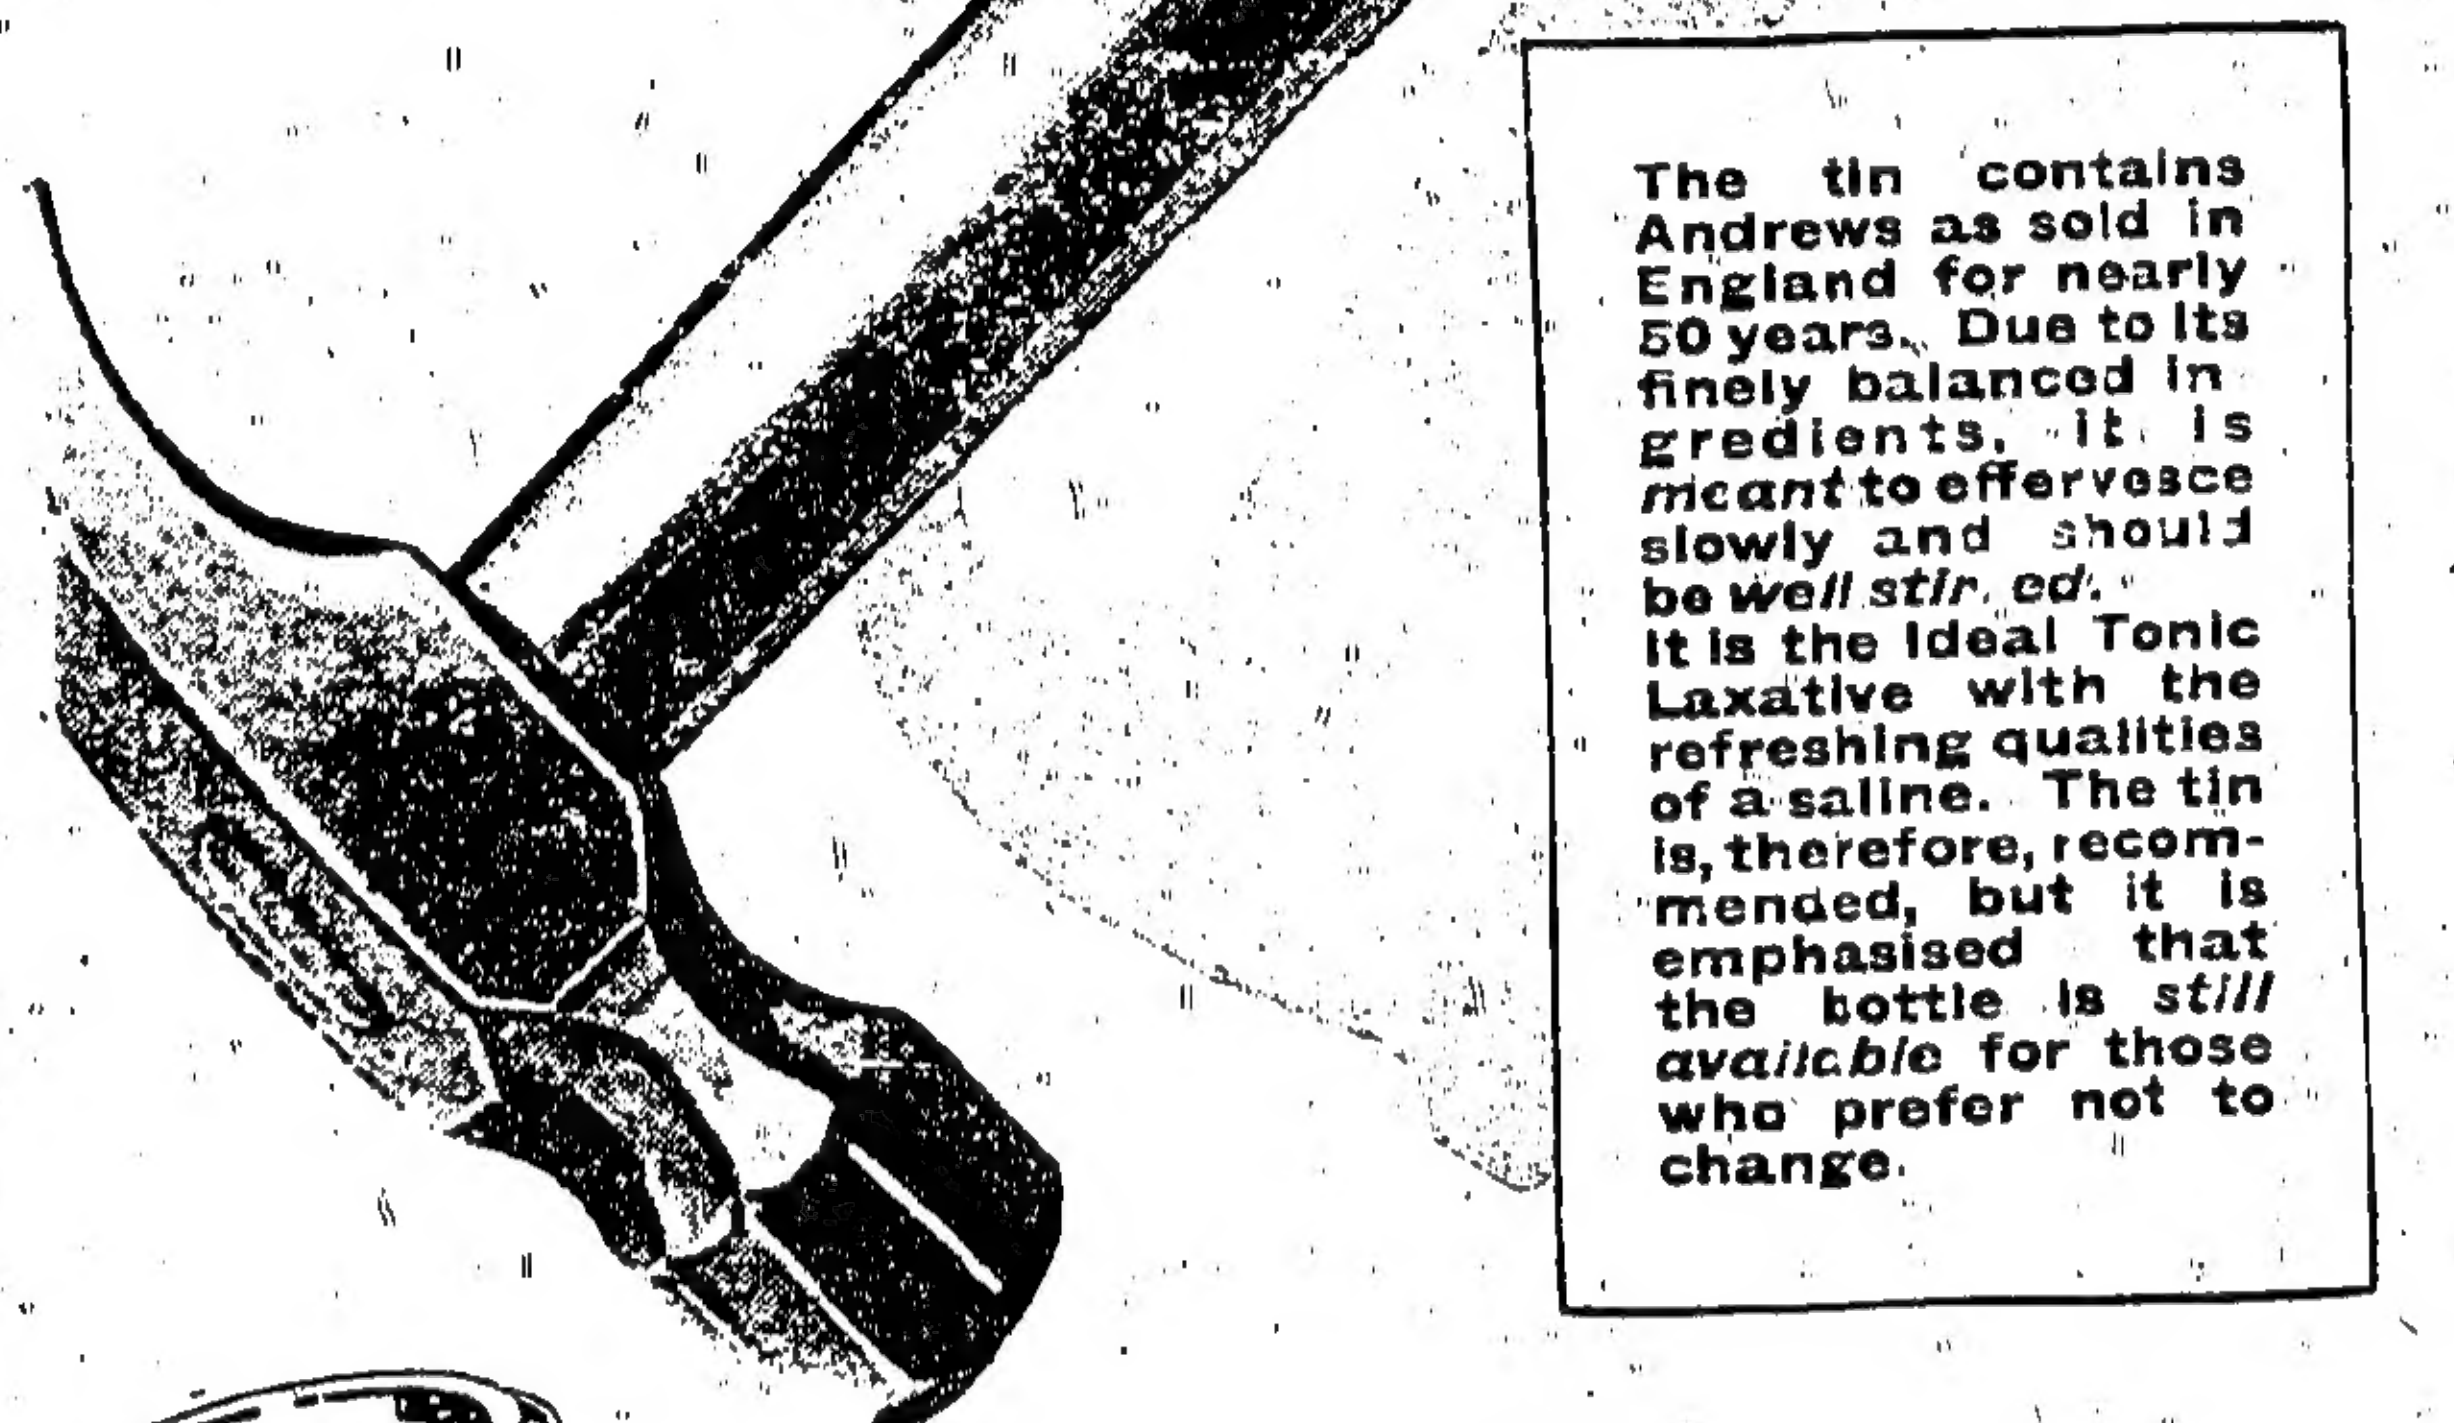 The tin contains
Andrews as sold in
England for nearly
50 years. Due to its
finely balanced in
gredients, it is
meant to effervesce
slowly and should
be well stirred.
It is the Ideal Tonic
Laxative with the
refreshing qualities
of a saline. The tin
is, therefore, recom-
mended, but it is
emphasised that
the bottle is still
available for those
who prefer not to
change.